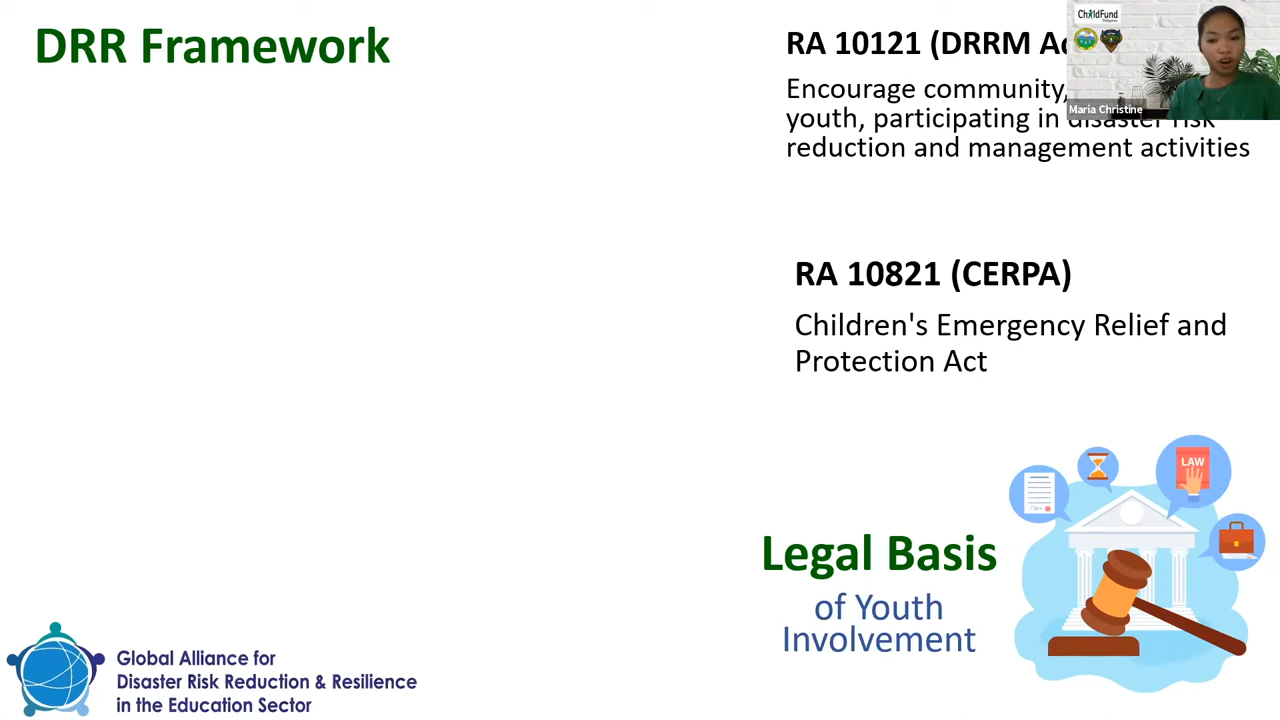 DRR Framework
RA 10121 (DRRM
Encourage community,
youth, participating in disaster risk
reduction and management activities
ChildFund
Maria Christine
RA 10821 (CERPA)
Children's Emergency Relief and
Protection Act
LAW
Legal Basis
of Youth
Involvement
Global Alliance for
Disaster Risk Reduction & Resilience
in the Education Sector